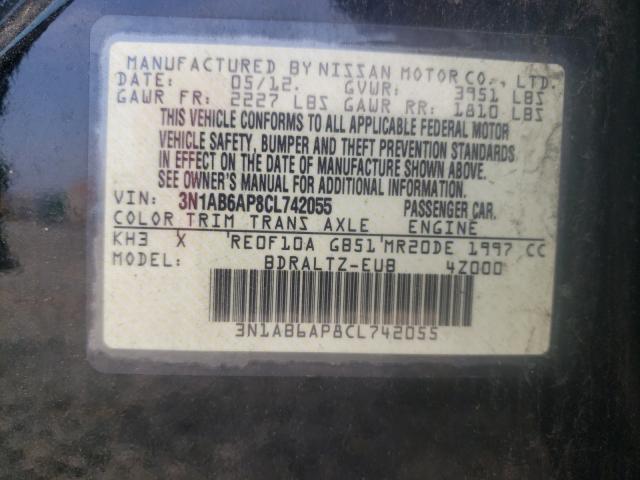 MANUFACTURED BY NISSAN MOTOR CO., LTD.
DATE: 05/12. GVWR: 3951 LBS
GAWR FR: 2227 LBS GAWR RR: 1810 LBS
THIS VEHICLE CONFORMS TO ALL APPLICABLE FEDERAL MOTOR
VEHICLE SAFETY, BUMPER AND THEFT PREVENTION STANDARDS
IN EFFECT ON THE DATE OF MANUFACTURE SHOWN ABOVE.
SEE OWNER'S MANUAL FOR ADDITIONAL INFORMATION.
VIN: 3N1AB6AP8CL742055 PASSENGER CAR.
COLOR TRIM TRANS AXLE ENGINE
KH3 X RE0F10A GB51 MR20DE 1997 CC
MODEL: BDRALTZ-EUB 4Z000
3N1AB6AP8CL742055